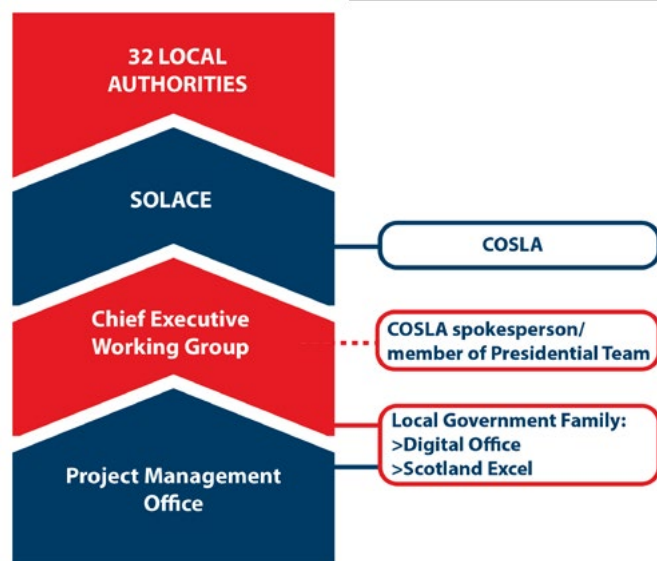 32 LOCAL
AUTHORITIES
SOLACE
COSLA
Chief Executive
Working Group
COSLA spokesperson/
member of Presidential Team
Local Government Family:
>Digital Office
>Scotland Excel
Project Management
Office